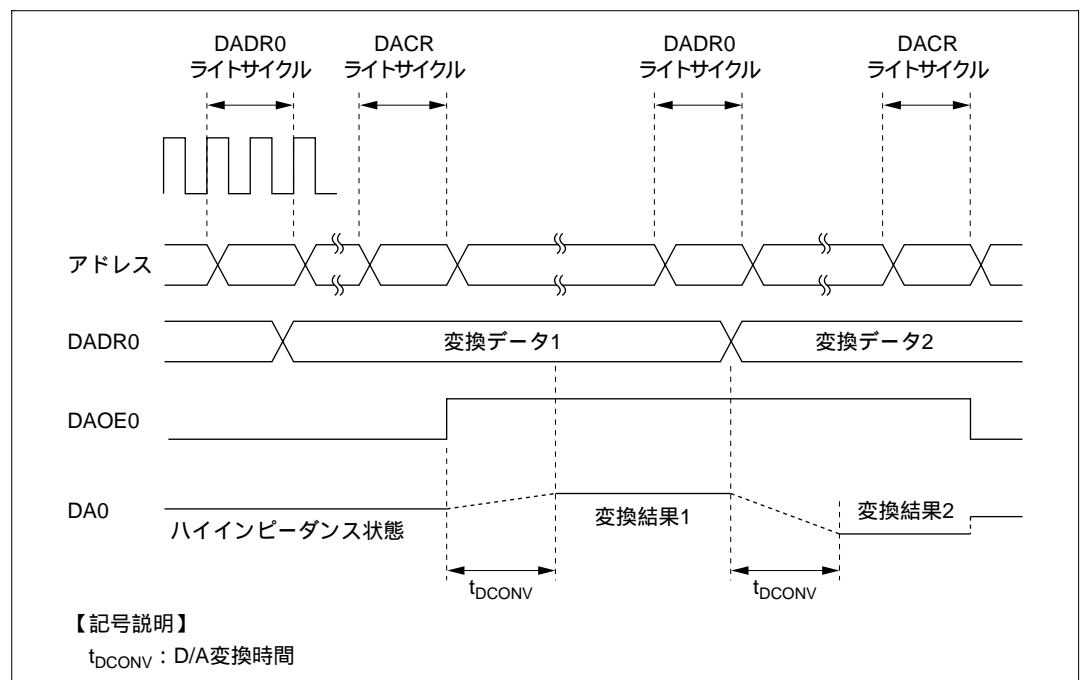 DADR0
ライトサイクル
DACR
ライトサイクル
DADR0
ライトサイクル
DACR
ライトサイクル
アドレス
DADR0
変換データ1
変換データ2
DAOE0
DA0
ハイインピーダンス状態
変換結果1
変換結果2
tDCONV
tDCONV
【記号説明】
tDCONV：D/A変換時間